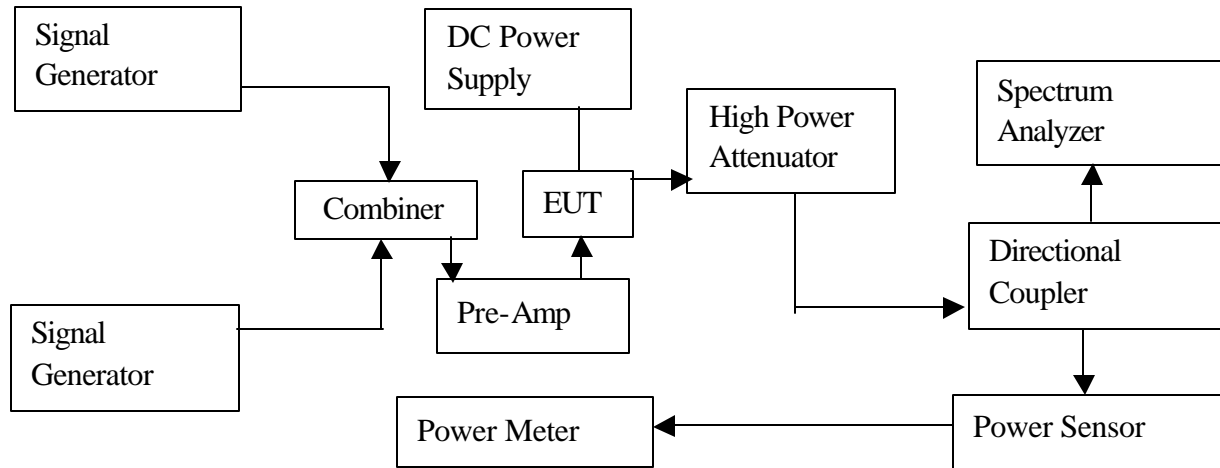 Signal
Generator
DC Power
Supply
High Power
Attenuator
Spectrum
Analyzer
Combiner
EUT
Directional
Coupler
Pre-Amp
Signal
Generator
Power Meter
Power Sensor